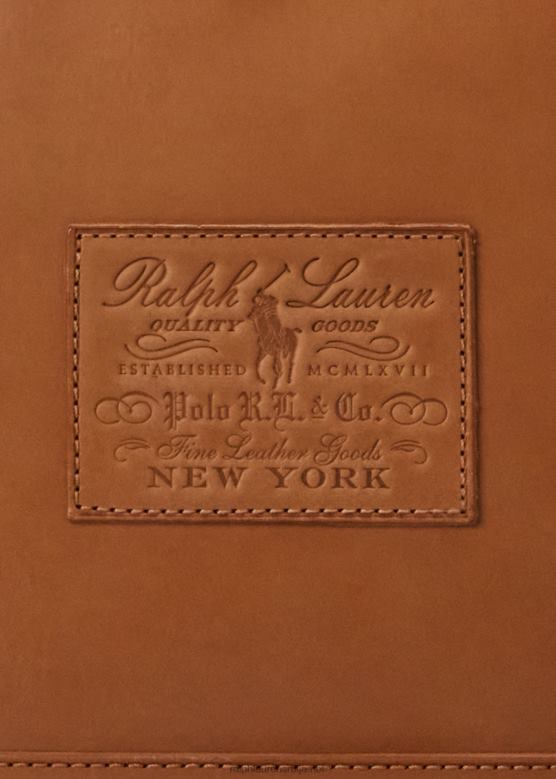 Ralph Lauren
QUALITY GOODS
ESTABLISHED MCMLXVII
Polo R.L. & Co.
Fine Leather Goods
NEW YORK